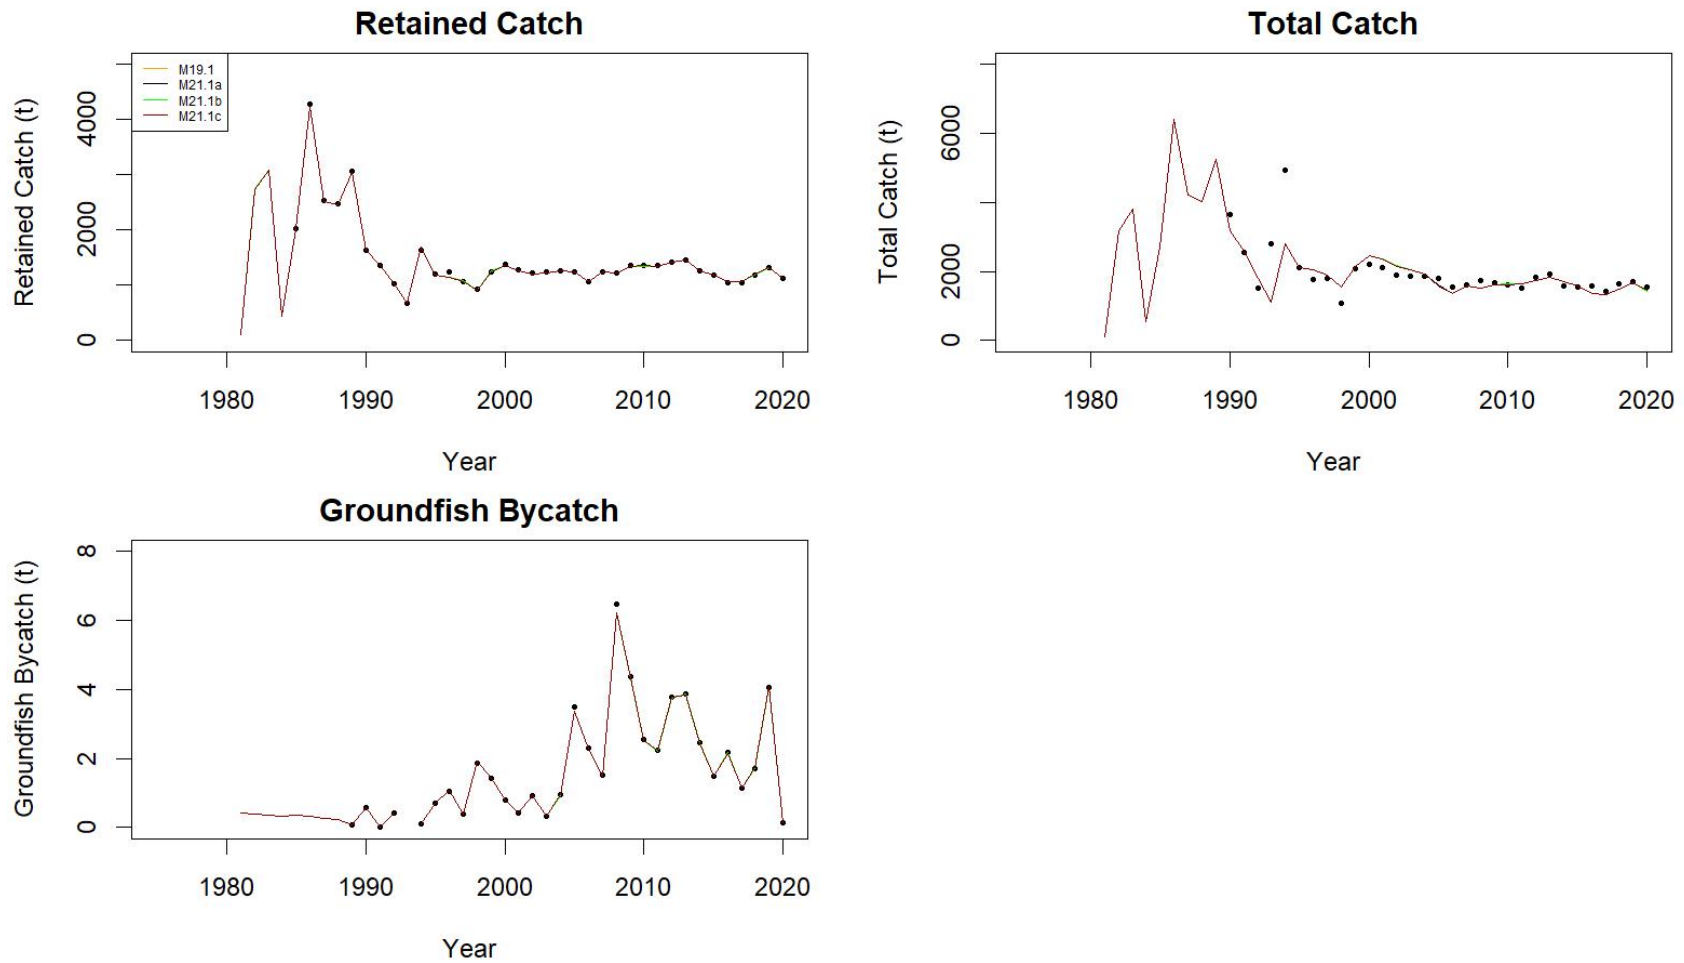 Retained Catch
Retained Catch (t)
M19.1
M21.1a
M21.1b
M21.1c
4000
2000
0
1980 1990 2000 2010 2020
Year
Total Catch
Total Catch (t)
6000
2000
0
1980 1990 2000 2010 2020
Year
Groundfish Bycatch
Groundfish Bycatch (t)
8
6
4
2
0
1980 1990 2000 2010 2020
Year